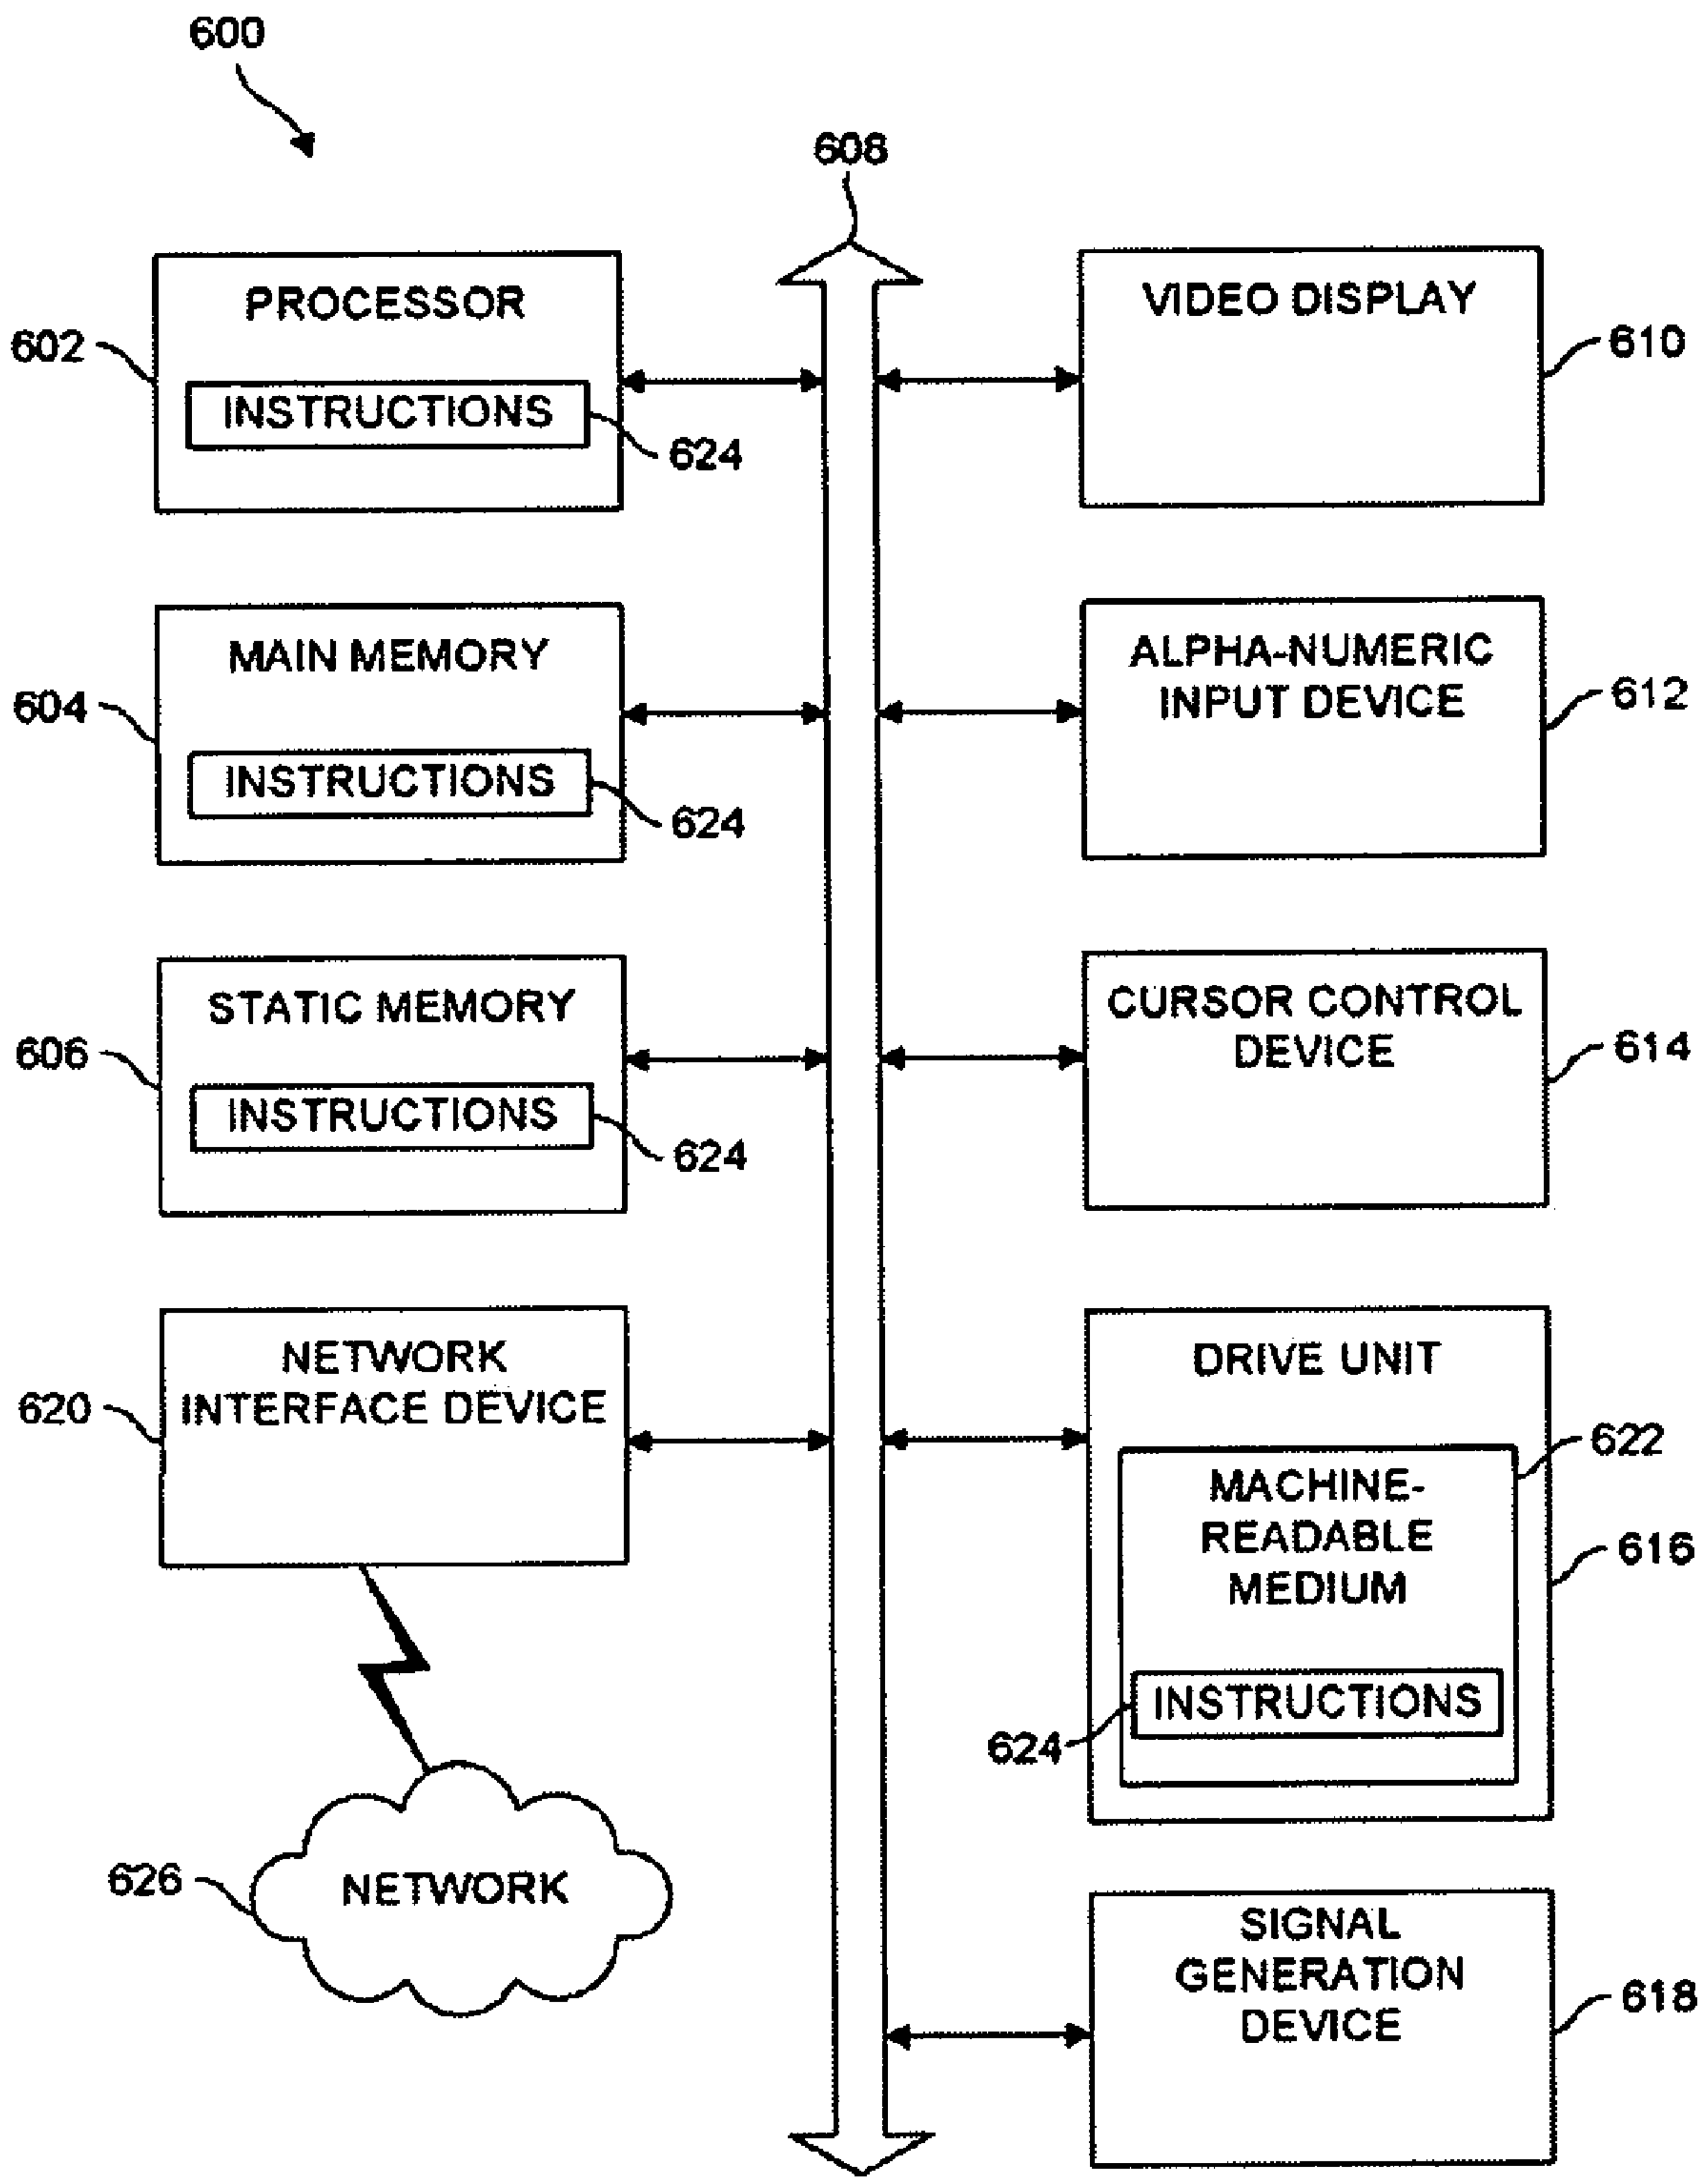 600
608
PROCESSOR
602
INSTRUCTIONS
624
MAIN MEMORY
604
INSTRUCTIONS
624
STATIC MEMORY
606
INSTRUCTIONS
624
NETWORK
INTERFACE DEVICE
620
NETWORK
626
VIDEO DISPLAY
610
ALPHA-NUMERIC
INPUT DEVICE
612
CURSOR CONTROL
DEVICE
614
DRIVE UNIT
622
MACHINE-
READABLE
MEDIUM
616
INSTRUCTIONS
624
SIGNAL
GENERATION
DEVICE
618